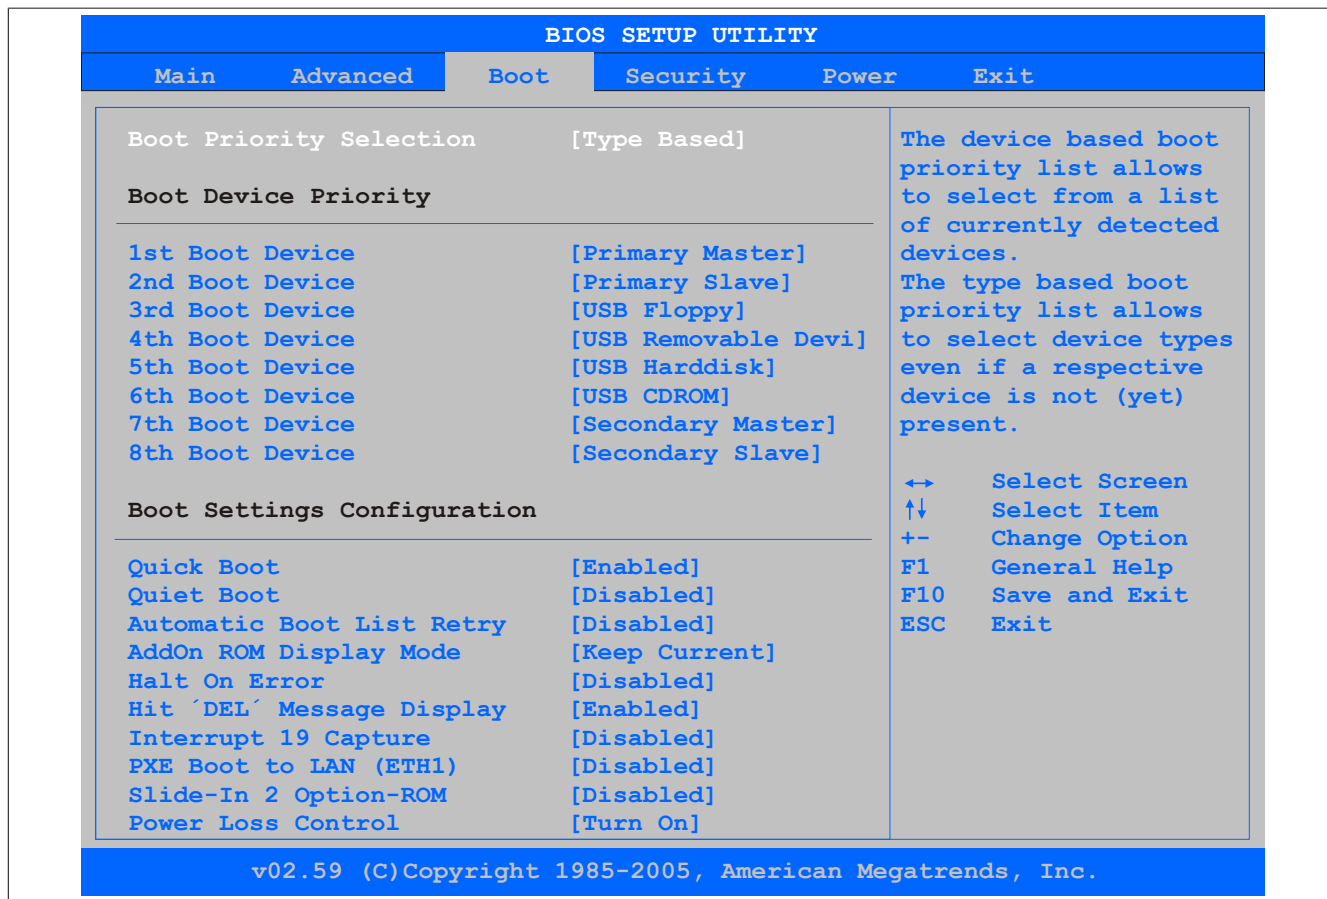 BIOS SETUP UTILITY
Main Advanced Boot Security Power Exit
Boot Priority Selection [Type Based]
Boot Device Priority
1st Boot Device [Primary Master]
2nd Boot Device [Primary Slave]
3rd Boot Device [USB Floppy]
4th Boot Device [USB Removable Devi]
5th Boot Device [USB Harddisk]
6th Boot Device [USB CDROM]
7th Boot Device [Secondary Master]
8th Boot Device [Secondary Slave]
Boot Settings Configuration
Quick Boot [Enabled]
Quiet Boot [Disabled]
Automatic Boot List Retry [Disabled]
AddOn ROM Display Mode [Keep Current]
Halt On Error [Disabled]
Hit ´DEL´ Message Display [Enabled]
Interrupt 19 Capture [Disabled]
PXE Boot to LAN (ETH1) [Disabled]
Slide-In 2 Option-ROM [Disabled]
Power Loss Control [Turn On]
The device based boot
priority list allows
to select from a list
of currently detected
devices.
The type based boot
priority list allows
to select device types
even if a respective
device is not (yet)
present.
↔ Select Screen
↑↓ Select Item
+- Change Option
F1 General Help
F10 Save and Exit
ESC Exit
v02.59 (C)Copyright 1985-2005, American Megatrends, Inc.